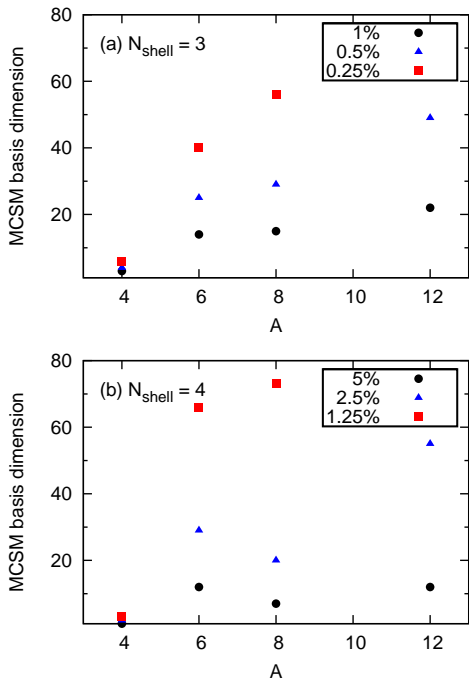 80
60
40
20
MCSM basis dimension
(a) N_shell = 3
1%
0.5%
0.25%
4 6 8 10 12
A
80
60
40
20
MCSM basis dimension
(b) N_shell = 4
5%
2.5%
1.25%
4 6 8 10 12
A